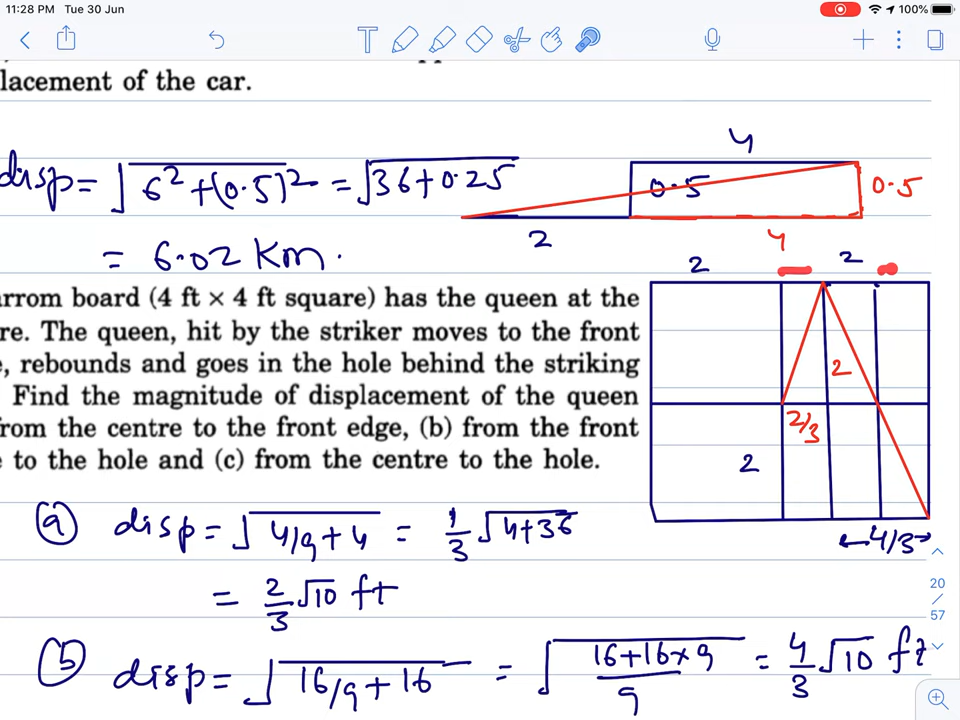 11:28 PM Tue 30 Jun
100%
T
lacement of the car.
4
disp = √6² + (0.5)² = √36 + 0.25
0.5
0.5
2
4
= 6.02 Km.
2
2
arrom board (4 ft × 4 ft square) has the queen at the
re. The queen, hit by the striker moves to the front
e, rebounds and goes in the hole behind the striking
Find the magnitude of displacement of the queen
from the centre to the front edge, (b) from the front
e to the hole and (c) from the centre to the hole.
2
2/3
2
4/3
(a) disp = √4/9 + 4 = 1/3 √4+36
= 2/3 √10 ft
20
/
57
(b) disp = √16/9 + 16 = √16+16×9/9 = 4/3 √10 ft